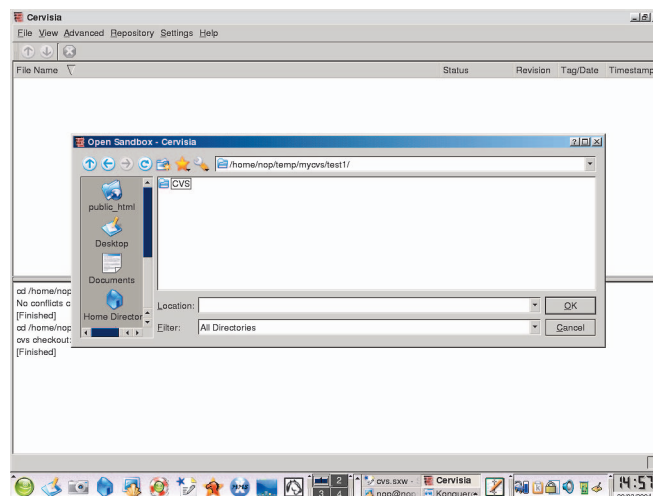 Cervisia
File View Advanced Repository Settings Help
File Name Status Revision Tag/Date Timestamp
Open Sandbox - Cervisia
/home/nop/temp/mycvs/test1/
CVS
public_html
Desktop
Documents
Home Director
Location:
OK
Filter: All Directories
Cancel
cd /home/nop
No conflicts c
[Finished]
cd /home/nop
cvs checkout:
[Finished]
2
3 4
cvs.sxw -
Cervisia
nop@nop
Konqueror
14:57